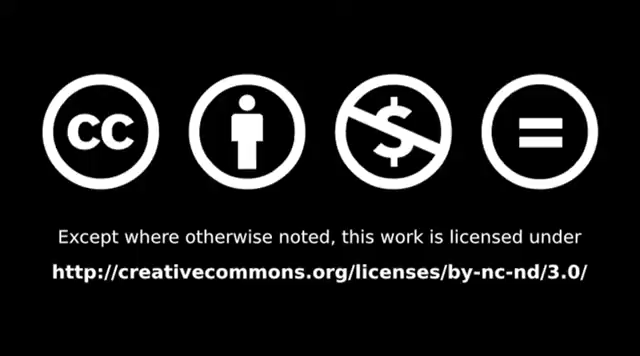 cc
$
=
Except where otherwise noted, this work is licensed under
http://creativecommons.org/licenses/by-nc-nd/3.0/